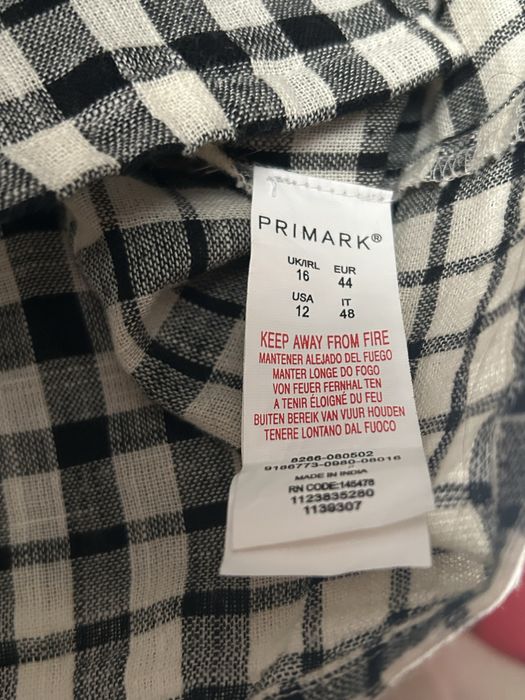 PRIMARK®
UK/IRL EUR
16 44
USA IT
12 48
KEEP AWAY FROM FIRE
MANTENER ALEJADO DEL FUEGO
MANTER LONGE DO FOGO
VON FEUER FERNHAL TEN
A TENIR ÉLOIGNÉ DU FEU
BUITEN BEREIK VAN VUUR HOUDEN
TENERE LONTANO DAL FUOCO
8266-080502
9186773-0980-08016
MADE IN INDIA
RN CODE:145478
1123835280
1139307